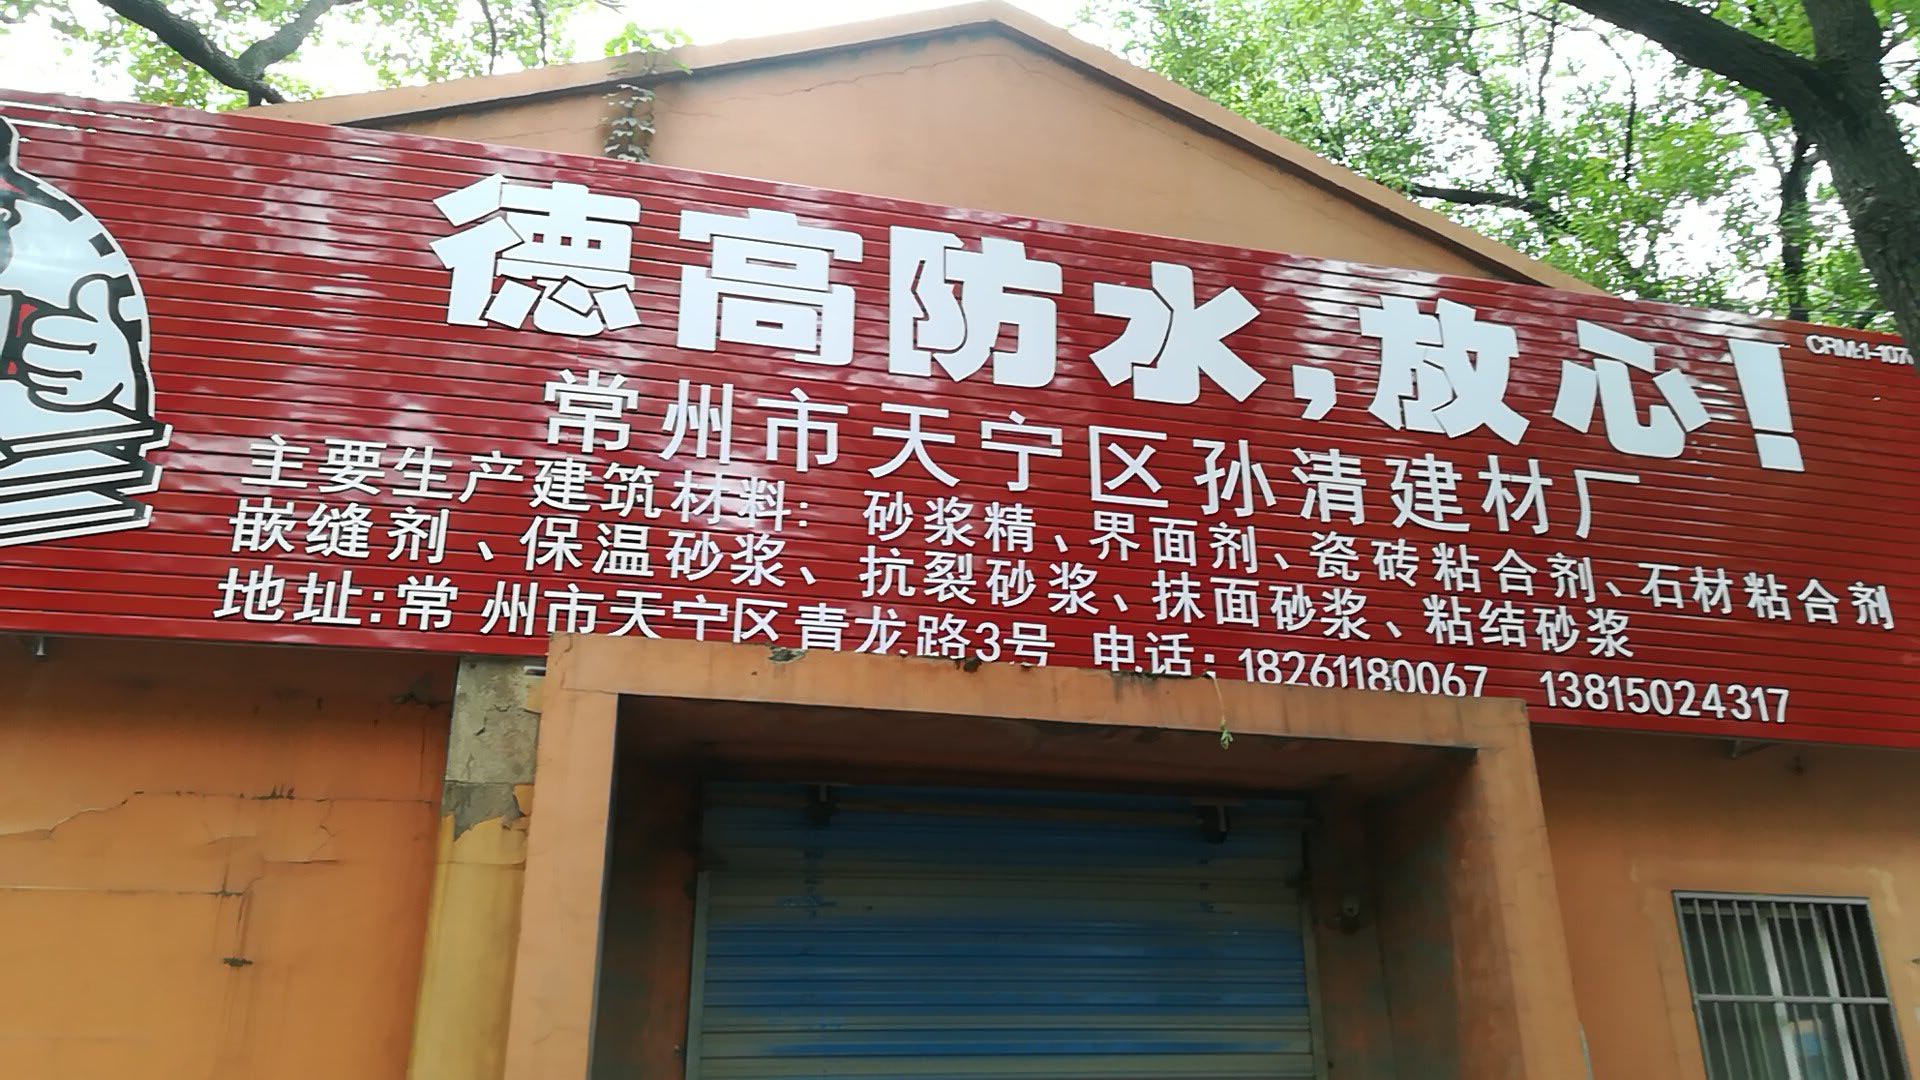 德高防水,放心!
CRM:1-107
常州市天宁区孙清建材厂
主要生产建筑材料: 砂浆精、界面剂、瓷砖粘合剂、石材粘合剂
嵌缝剂、保温砂浆、抗裂砂浆、抹面砂浆、粘结砂浆
地址:常州市天宁区青龙路3号 电话: 18261180067 13815024317